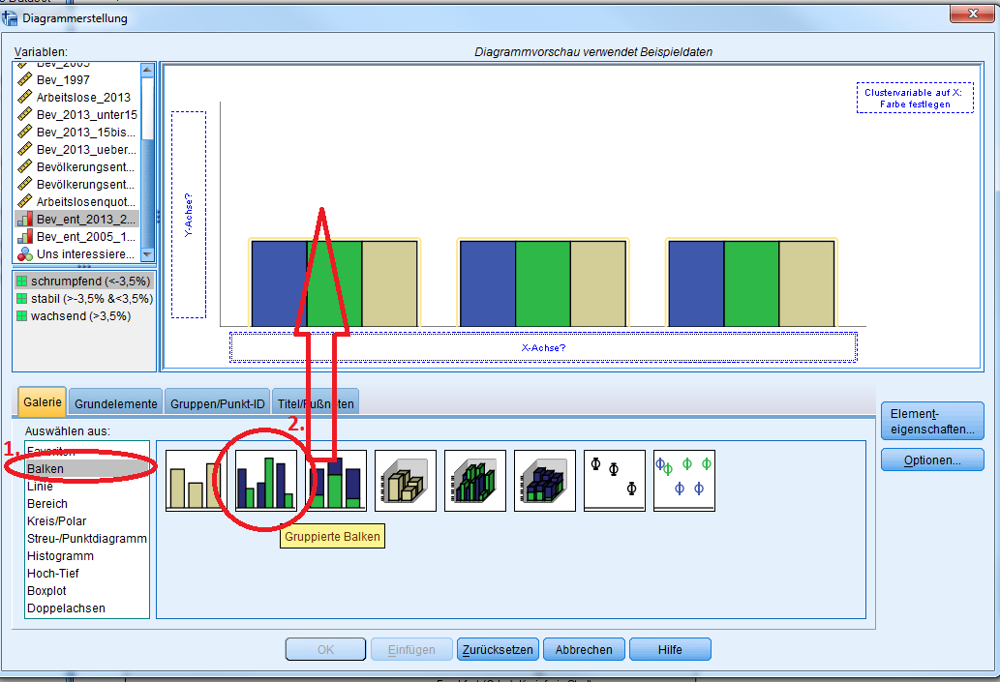 Diagrammerstellung
Variablen:
Diagrammvorschau verwendet Beispieldaten
Bev_2005
Bev_1997
Arbeitslose_2013
Bev_2013_unter15
Bev_2013_15bis...
Bev_2013_ueber...
Bevölkerungsent...
Bevölkerungsent...
Arbeitslosenquot...
Bev_ent_2013_2...
Bev_ent_2005_1...
Uns interessiere...
schrumpfend (<-3,5%)
stabil (>-3,5% &<3,5%)
wachsend (>3,5%)
Clustervariable auf X:
Farbe festlegen
Y-Achse?
X-Achse?
Galerie
Grundelemente
Gruppen/Punkt-ID
Titel/Fußnoten
Element-
eigenschaften...
Optionen...
Auswählen aus:
1.
2.
Favoriten
Balken
Linie
Bereich
Kreis/Polar
Streu-/Punktdiagramm
Histogramm
Hoch-Tief
Boxplot
Doppelachsen
Gruppierte Balken
OK
Einfügen
Zurücksetzen
Abbrechen
Hilfe